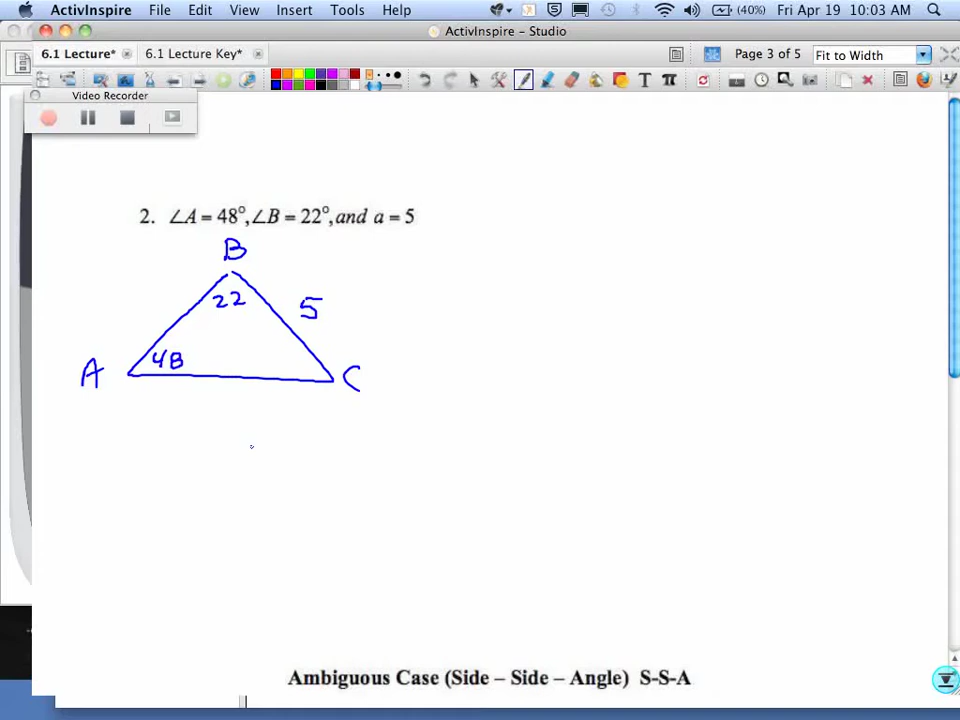 ActivInspire File Edit View Insert Format Tools Help (40%) Fri Apr 19 10:03 AM
ActivInspire – Studio
6.1 Lecture* 6.1 Lecture Key* Page 3 of 5 Fit to Width
Video Recorder
2. ∠A = 48°, ∠B = 22°, and a = 5
B
22
5
48
A
C
Ambiguous Case (Side – Side – Angle) S-S-A